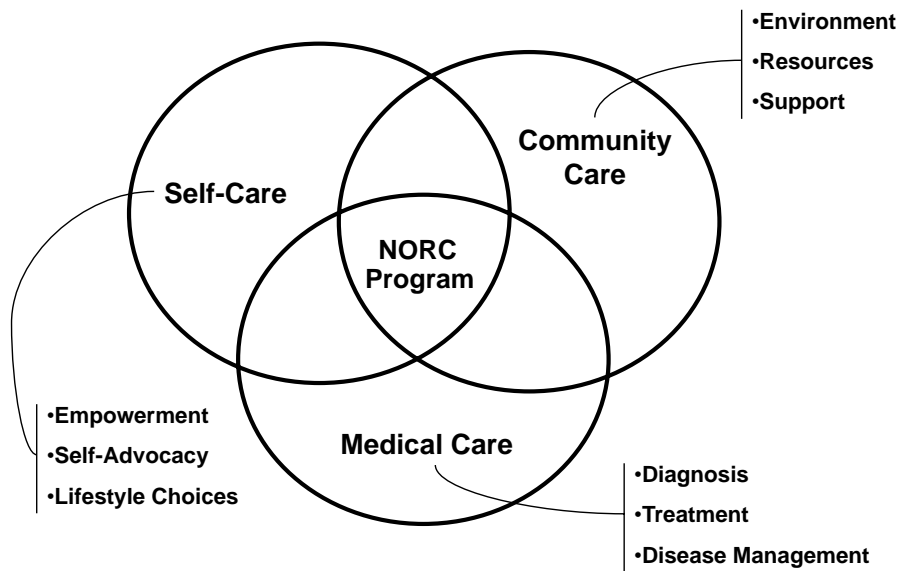 •Environment
•Resources
•Support
Community
Care
Self-Care
NORC
Program
•Empowerment
•Self-Advocacy
•Lifestyle Choices
Medical Care
•Diagnosis
•Treatment
•Disease Management